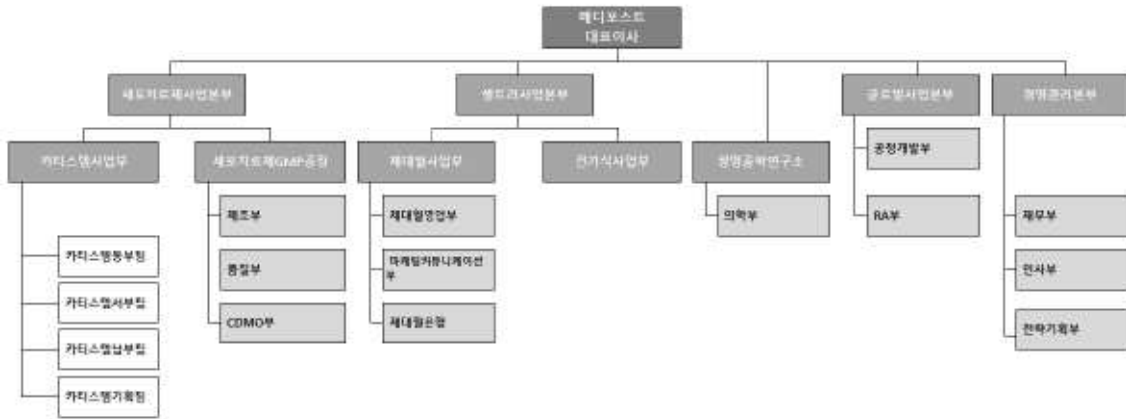 메디포스트
대표이사
세포치료제사업본부
셀트리사업본부
글로벌사업본부
경영관리본부
카티스템사업부
세포치료제GMP공장
제대혈사업부
건기식사업부
생명공학연구소
공정개발부
제조부
제대혈영업부
의학부
RA부
재무부
카티스템동부팀
품질부
마케팅커뮤니케이션
부
인사부
카티스템서부팀
CDMO부
제대혈은행
전략기획부
카티스템남부팀
카티스템기획팀